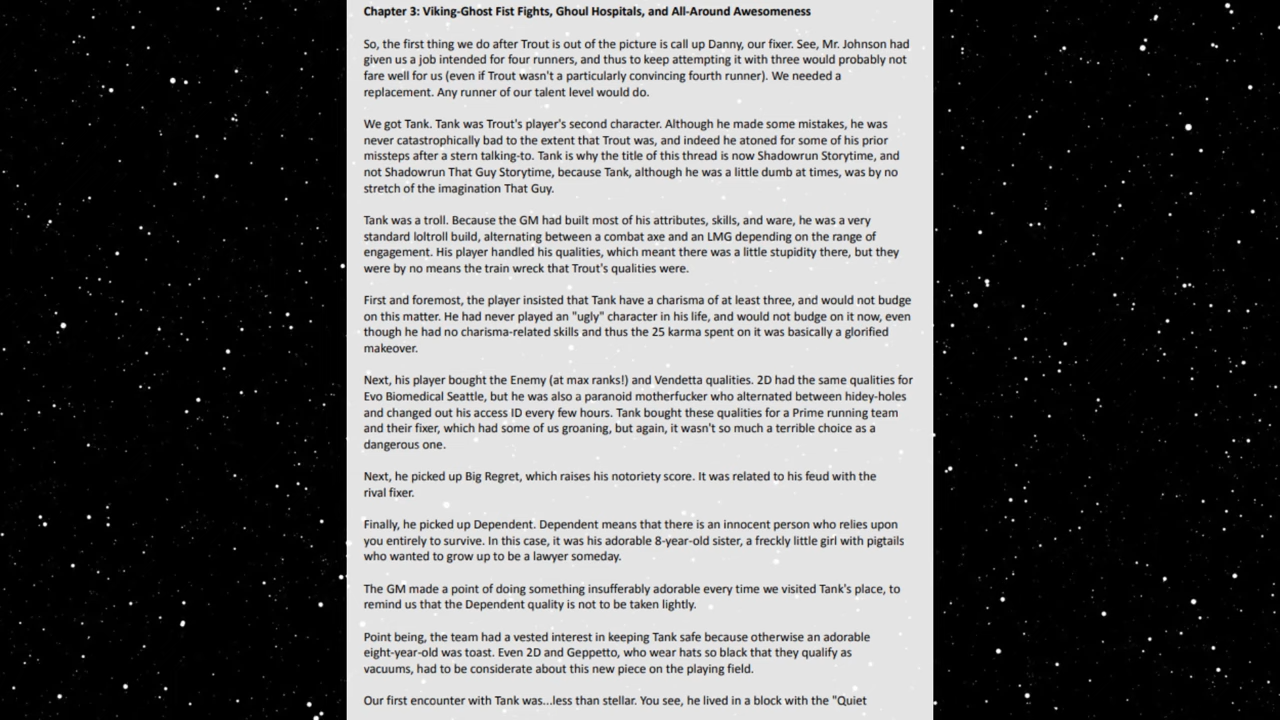 Chapter 3: Viking-Ghost Fist Fights, Ghoul Hospitals, and All-Around Awesomeness
So, the first thing we do after Trout is out of the picture is call up Danny, our fixer. See, Mr. Johnson had
given us a job intended for four runners, and thus to keep attempting it with three would probably not
fare well for us (even if Trout wasn't a particularly convincing fourth runner). We needed a
replacement. Any runner of our talent level would do.
We got Tank. Tank was Trout's player's second character. Although he made some mistakes, he was
never catastrophically bad to the extent that Trout was, and indeed he atoned for some of his prior
missteps after a stern talking-to. Tank is why the title of this thread is now Shadowrun Storytime, and
not Shadowrun That Guy Storytime, because Tank, although he was a little dumb at times, was by no
stretch of the imagination That Guy.
Tank was a troll. Because the GM had built most of his attributes, skills, and ware, he was a very
standard loltroll build, alternating between a combat axe and an LMG depending on the range of
engagement. His player handled his qualities, which meant there was a little stupidity there, but they
were by no means the train wreck that Trout's qualities were.
First and foremost, the player insisted that Tank have a charisma of at least three, and would not budge
on this matter. He had never played an "ugly" character in his life, and would not budge on it now, even
though he had no charisma-related skills and thus the 25 karma spent on it was basically a glorified
makeover.
Next, his player bought the Enemy (at max ranks!) and Vendetta qualities. 2D had the same qualities for
Evo Biomedical Seattle, but he was also a paranoid motherfucker who alternated between hidey-holes
and changed out his access ID every few hours. Tank bought these qualities for a Prime running team
and their fixer, which had some of us groaning, but again, it wasn't so much a terrible choice as a
dangerous one.
Next, he picked up Big Regret, which raises his notoriety score. It was related to his feud with the
rival fixer.
Finally, he picked up Dependent. Dependent means that there is an innocent person who relies upon
you entirely to survive. In this case, it was his adorable 8-year-old sister, a freckly little girl with pigtails
who wanted to grow up to be a lawyer someday.
The GM made a point of doing something insufferably adorable every time we visited Tank's place, to
remind us that the Dependent quality is not to be taken lightly.
Point being, the team had a vested interest in keeping Tank safe because otherwise an adorable
eight-year-old was toast. Even 2D and Geppetto, who wear hats so black that they qualify as
vacuums, had to be considerate about this new piece on the playing field.
Our first encounter with Tank was...less than stellar. You see, he lived in a block with the "Quiet